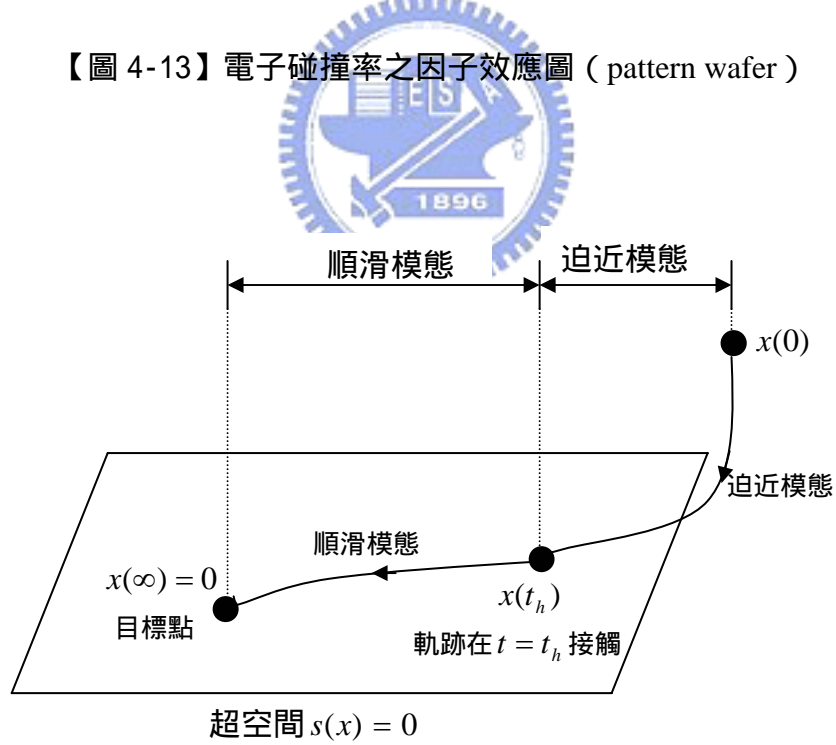 【圖 4-13】電子碰撞率之因子效應圖（pattern wafer）
E S A
1896
順滑模態
迫近模態
x(0)
迫近模態
順滑模態
x(∞) = 0
目標點
x(t_h)
軌跡在 t = t_h 接觸
超空間 s(x) = 0